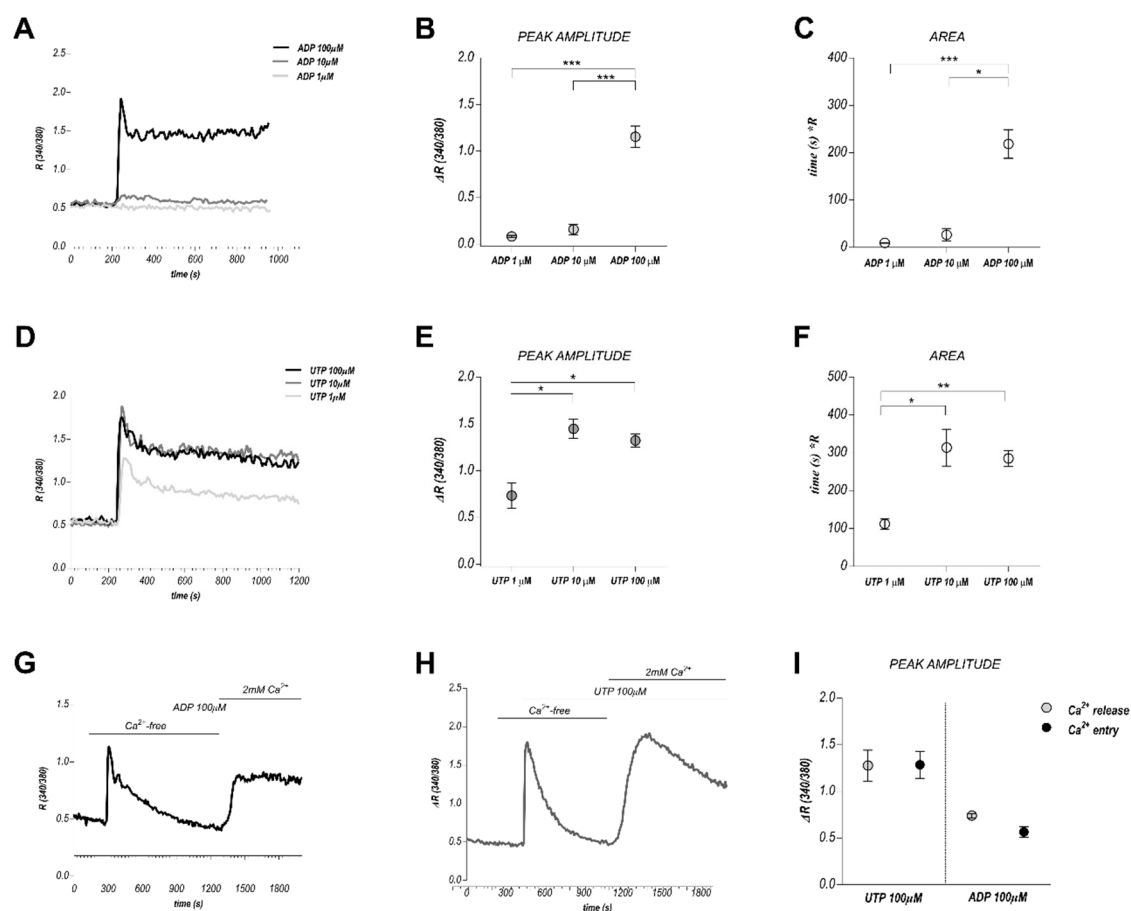 A
ADP 100μM
ADP 10μM
ADP 1μM
R (340/380)
2.5
2.0
1.5
1.0
0.5
0.0
0 200 400 600 800 1000
time (s)
B
PEAK AMPLITUDE
***
***
ΔR (340/380)
2.0
1.5
1.0
0.5
0.0
ADP 1 μM ADP 10 μM ADP 100 μM
C
AREA
***
*
time (s) *R
400
300
200
100
0
ADP 1 μM ADP 10 μM ADP 100 μM
D
UTP 100μM
UTP 10μM
UTP 1μM
R (340/380)
2.5
2.0
1.5
1.0
0.5
0.0
0 200 400 600 800 1000 1200
time (s)
E
PEAK AMPLITUDE
*
*
ΔR (340/380)
2.0
1.5
1.0
0.5
0.0
UTP 1 μM UTP 10 μM UTP 100 μM
F
AREA
**
*
time (s) *R
500
400
300
200
100
0
UTP 1 μM UTP 10 μM UTP 100 μM
G
2mM Ca²⁺
ADP 100μM
Ca²⁺-free
R (340/380)
1.5
1.0
0.5
0.0
0 300 600 900 1200 1500 1800
time (s)
H
2mM Ca²⁺
UTP 100μM
Ca²⁺-free
ΔR (340/380)
2.5
2.0
1.5
1.0
0.5
0.0
0 300 600 900 1200 1500 1800
time (s)
I
PEAK AMPLITUDE
Ca²⁺ release
Ca²⁺ entry
ΔR (340/380)
2.0
1.5
1.0
0.5
0.0
UTP 100μM ADP 100μM